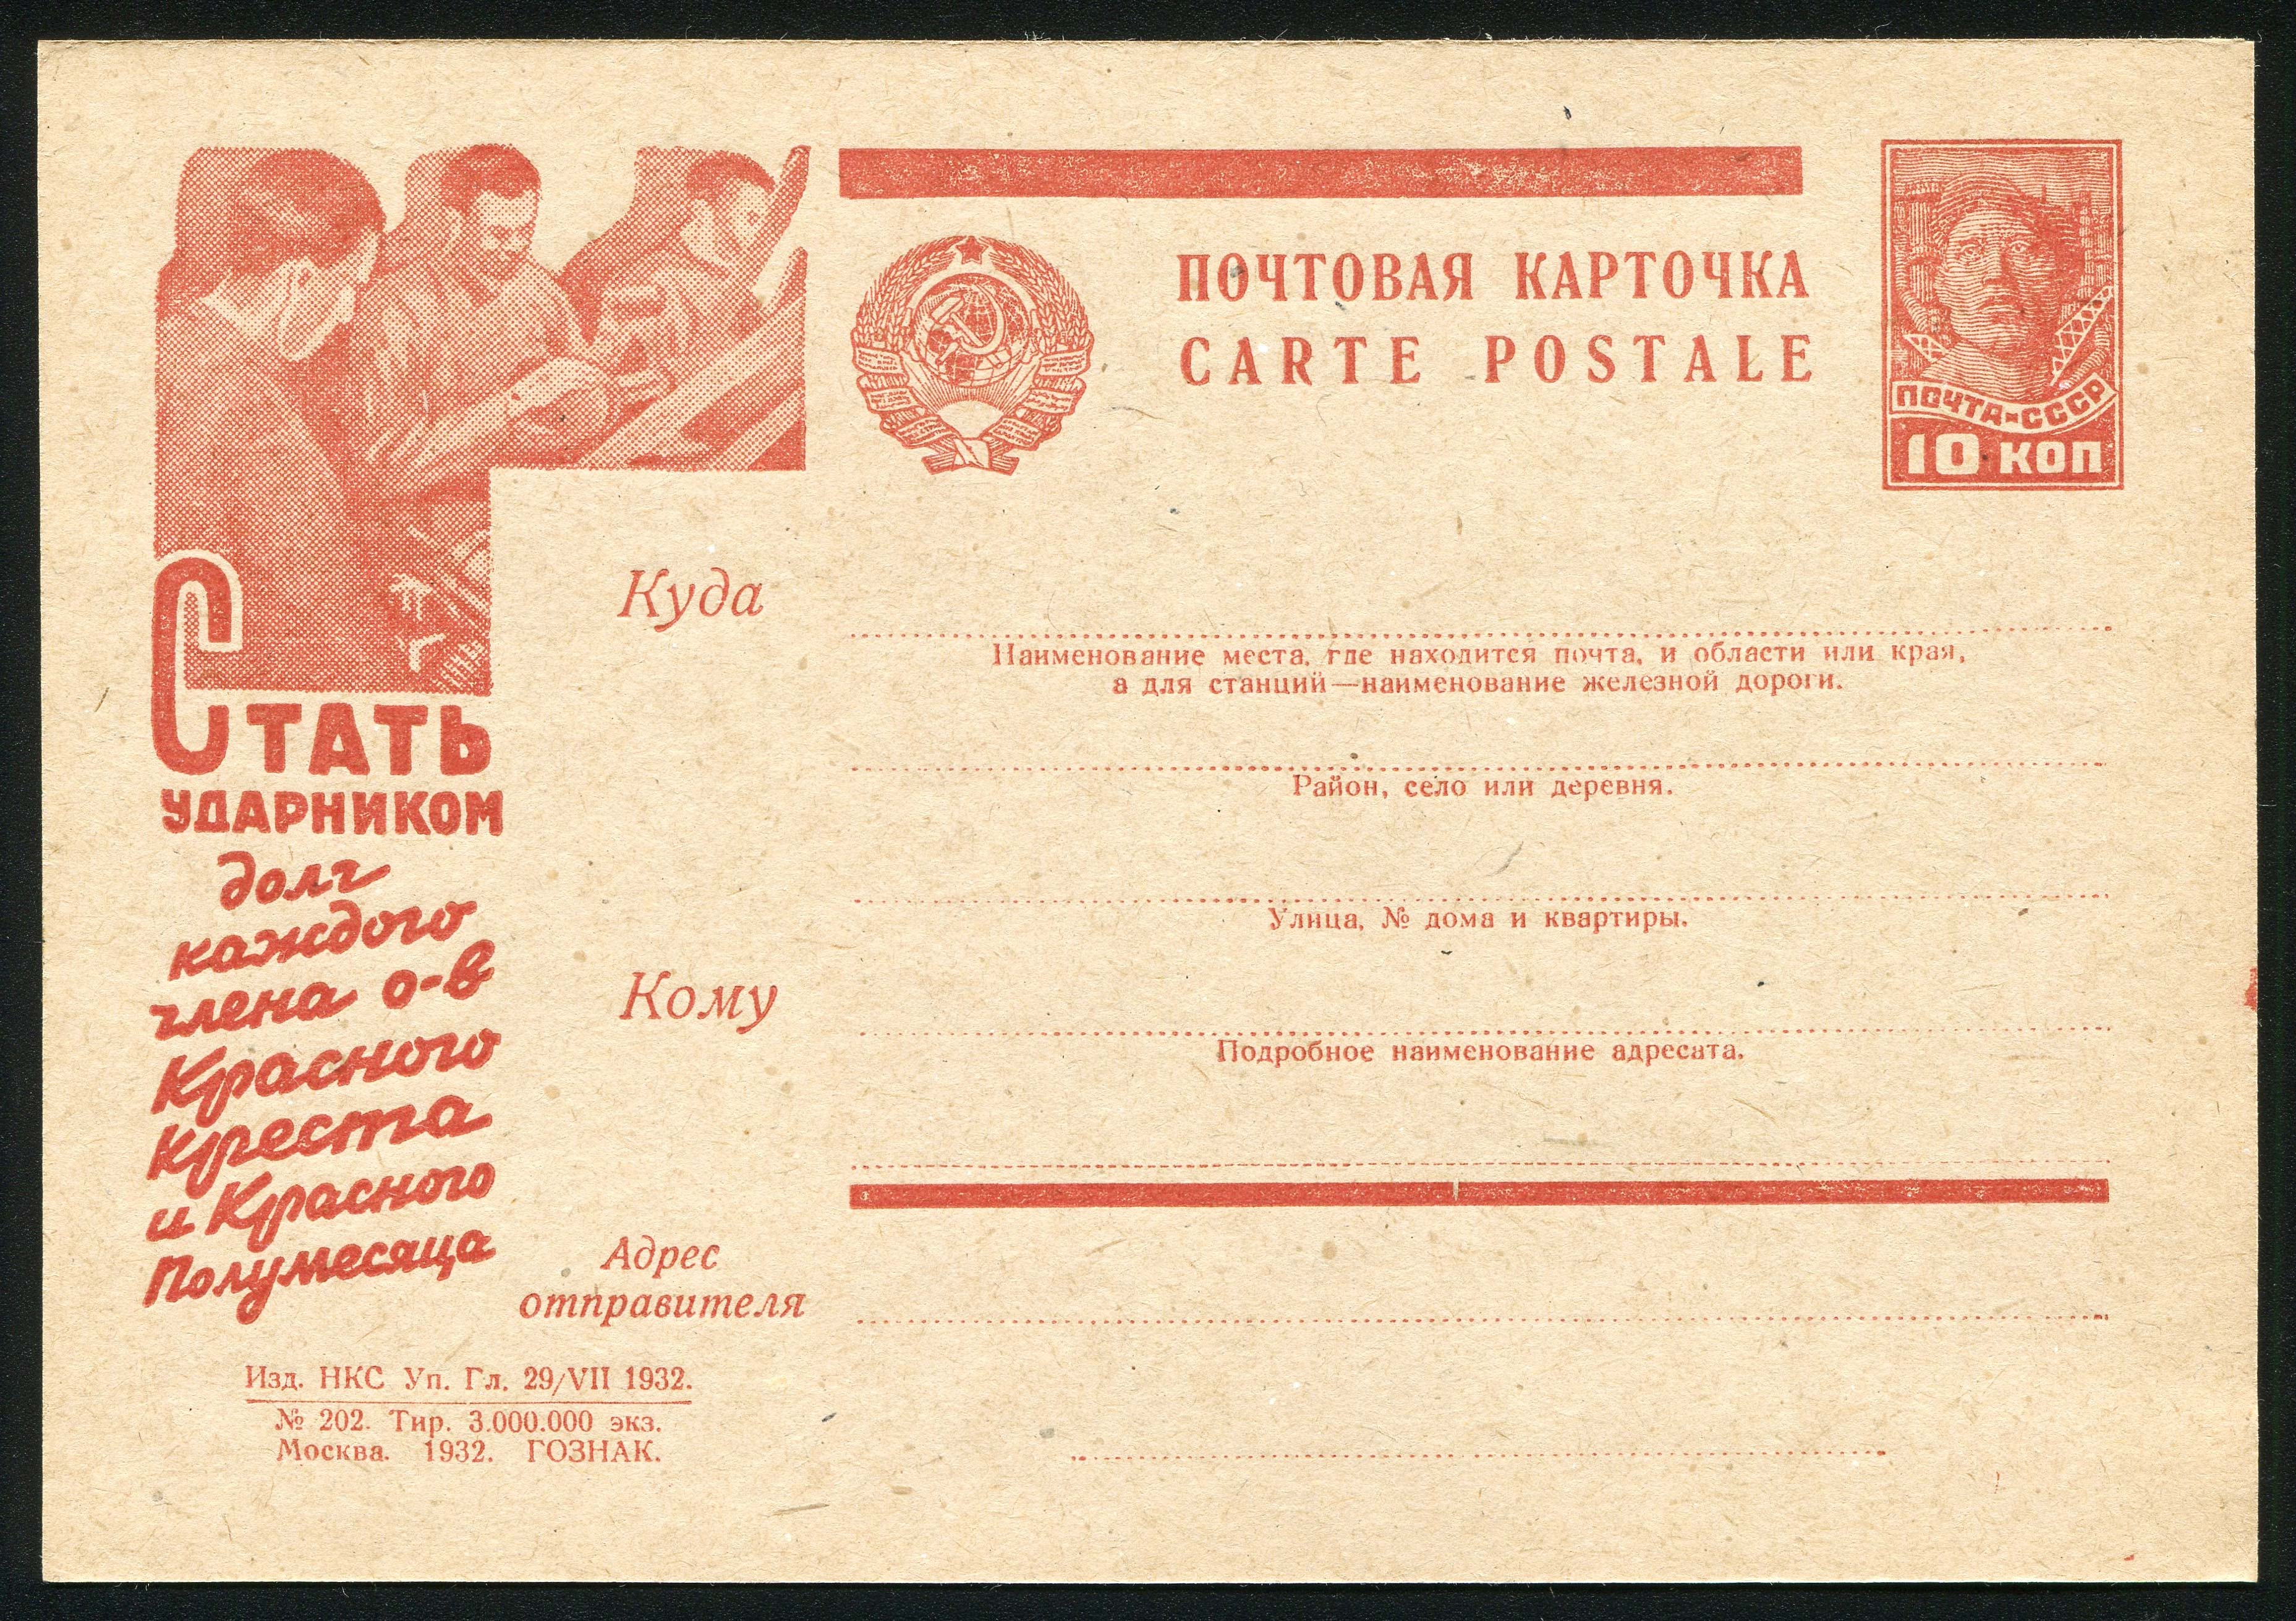 ПОЧТОВАЯ КАРТОЧКА
CARTE POSTALE
ПОЧТА-СССР
10 КОП
СТАТЬ
УДАРНИКОМ
долг
каждого
члена о-в
Красного
Креста
и Красного
Полумесяца
Куда
Наименование места, где находится почта, и области или края,
а для станций—наименование железной дороги.
Район, село или деревня.
Улица, № дома и квартиры.
Кому
Подробное наименование адресата.
Адрес
отправителя
Изд. НКС Уп. Гл. 29/VII 1932.
№ 202. Тир. 3.000.000 экз.
Москва. 1932. ГОЗНАК.